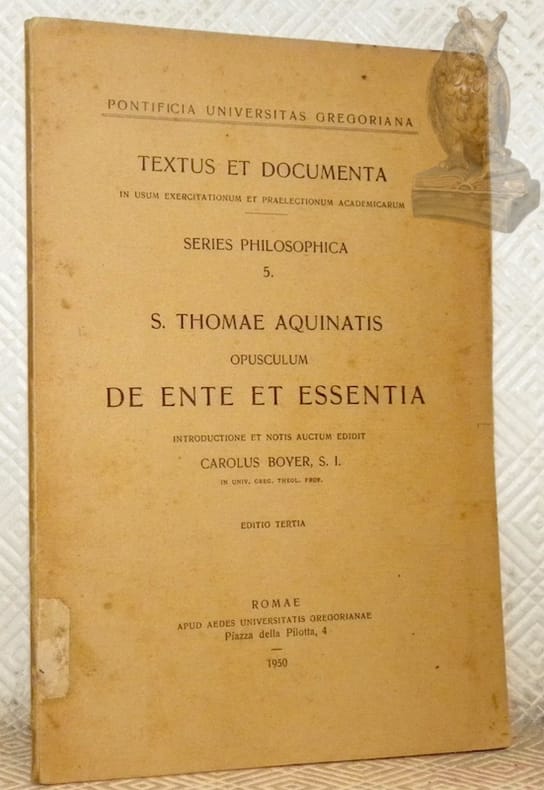 PONTIFICIA UNIVERSITAS GREGORIANA
TEXTUS ET DOCUMENTA
IN USUM EXERCITATIONUM ET PRAELECTIONUM ACADEMICARUM
SERIES PHILOSOPHICA
5.
S. THOMAE AQUINATIS
OPUSCULUM
DE ENTE ET ESSENTIA
INTRODUCTIONE ET NOTIS AUCTUM EDIDIT
CAROLUS BOYER, S. I.
IN UNIV. GREG. THEOL. PROF.
EDITIO TERTIA
ROMAE
APUD AEDES UNIVERSITATIS GREGORIANAE
Piazza della Pilotta, 4
1950